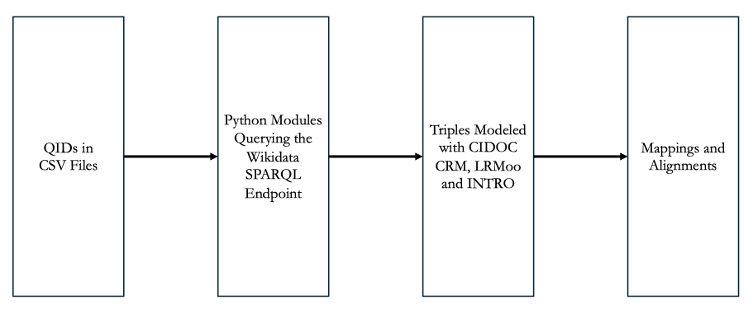 QIDs in
CSV Files
Python Modules
Querying the
Wikidata
SPARQL
Endpoint
Triples Modeled
with CIDOC
CRM, LRMoo
and INTRO
Mappings and
Alignments